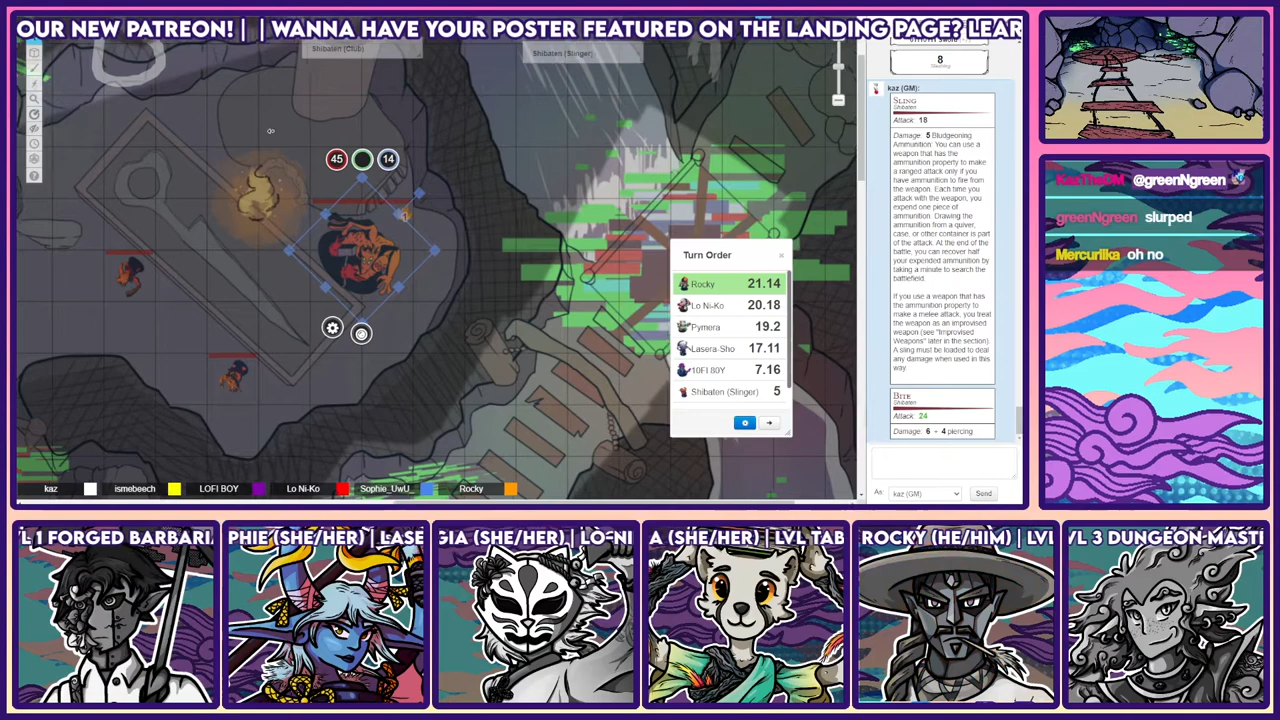 OUR NEW PATREON! | | WANNA HAVE YOUR POSTER FEATURED ON THE LANDING PAGE? LEAR
Shibaten (Club)
Shibaten (Slinger)
8
Slashing
kaz (GM):
SLING
Shibaten
Attack: 18
Damage: 5 Bludgeoning
Ammunition: You can use a
weapon that has the
ammunition property to make
a ranged attack only if you
have ammunition to fire from
the weapon. Each time you
attack with the weapon, you
expend one piece of
ammunition. Drawing the
ammunition from a quiver,
case, or other container is part
of the attack. At the end of the
battle, you can recover half
your expended ammunition by
taking a minute to search the
battlefield.
If you use a weapon that has
the ammunition property to
make a melee attack, you treat
the weapon as an improvised
weapon (see "Improvised
Weapons" later in the section).
A sling must be loaded to deal
any damage when used in this
way.
BITE
Shibaten
Attack: 24
Damage: 6 + 4 piercing
As:
kaz (GM)
Send
45
14
Turn Order
Rocky 21.14
Lo Ni-Ko 20.18
Pymera 19.2
Lasera-Sho 17.11
10FI 80Y 7.16
Shibaten (Slinger) 5
kaz
ismebeech
LOFI BOY
Lo Ni-Ko
Sophie_UwU_
Rocky
KazTheDM @greenNgreen
greenNgreen slurped
Mercurilka oh no
VL 1 FORGED BARBARIA
PHIE (SHE/HER) | LASE
GIA (SHE/HER) | LO-NI
A (SHE/HER) | LVL TAB
ROCKY (HE/HIM) | LVL
VL 3 DUNGEON-MASTE